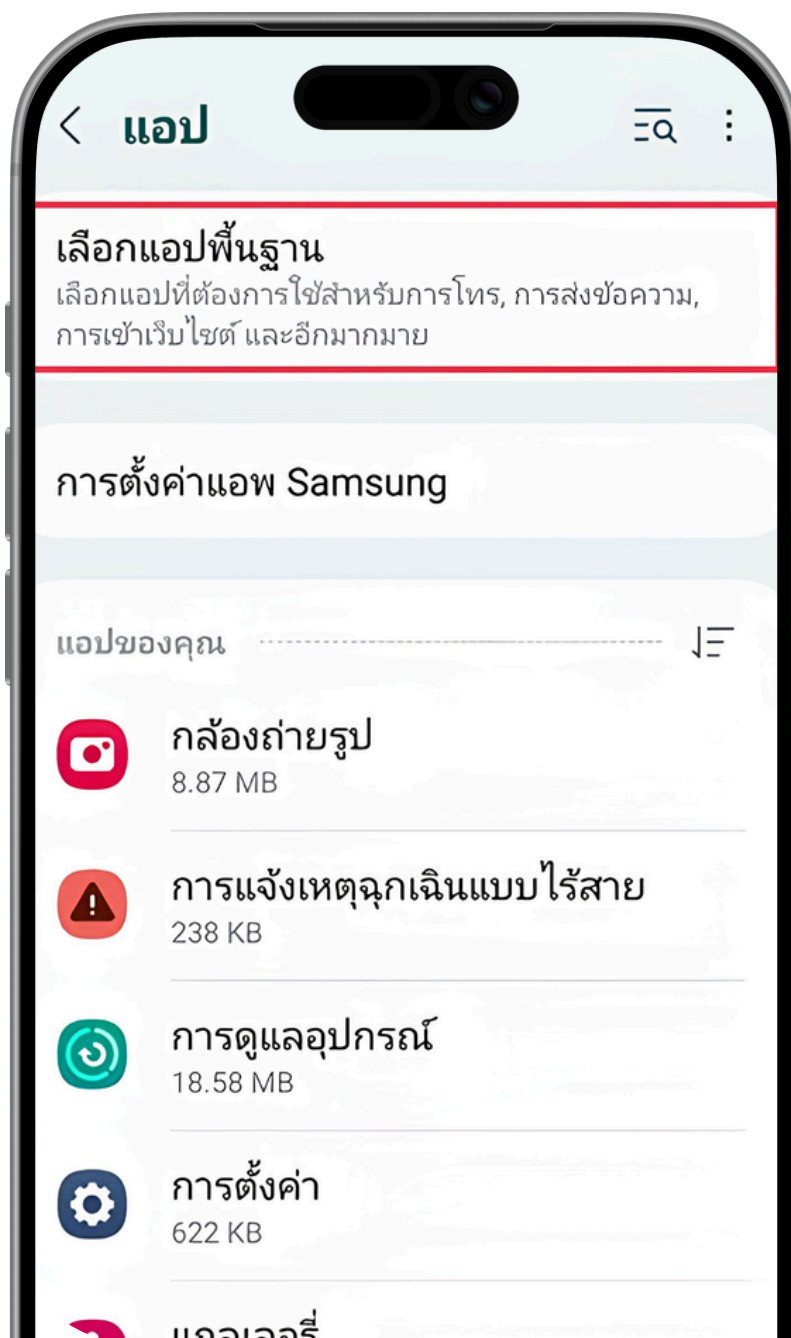 แอป
เลือกแอปพื้นฐาน
เลือกแอปที่ต้องการใช้สำหรับการโทร, การส่งข้อความ,
การเข้าเว็บไซต์ และอีกมากมาย
การตั้งค่าแอพ Samsung
แอปของคุณ
กล้องถ่ายรูป
8.87 MB
การแจ้งเหตุฉุกเฉินแบบไร้สาย
238 KB
การดูแลอุปกรณ์
18.58 MB
การตั้งค่า
622 KB